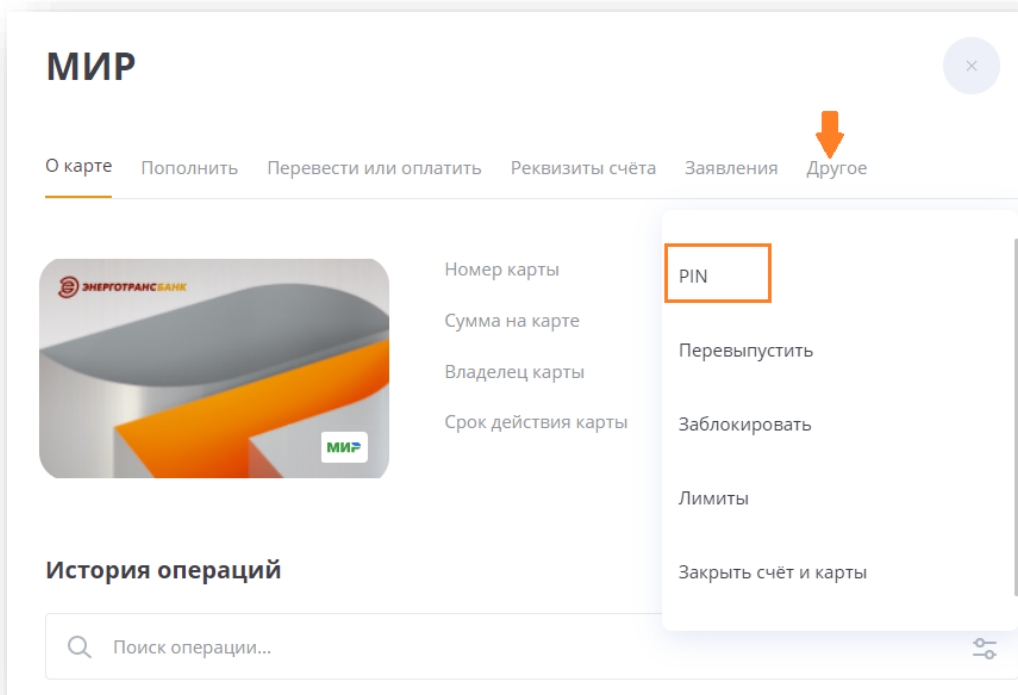 МИР
О карте Пополнить Перевести или оплатить Реквизиты счёта Заявления Другое
ЭНЕРГОТРАНСБАНК
МИР
Номер карты
Сумма на карте
Владелец карты
Срок действия карты
PIN
Перевыпустить
Заблокировать
Лимиты
Закрыть счёт и карты
История операций
Поиск операции...